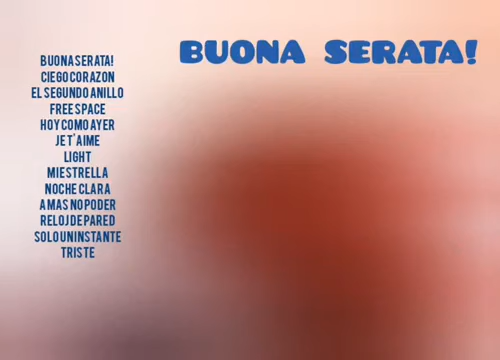 BUONA SERATA!
BUONA SERATA!
CIEGO CORAZON
EL SEGUNDO ANILLO
FREE SPACE
HOY COMO AYER
JE T'AIME
LIGHT
MI ESTRELLA
NOCHE CLARA
A MAS NO PODER
RELOJ DE PARED
SOLO UN INSTANTE
TRISTE